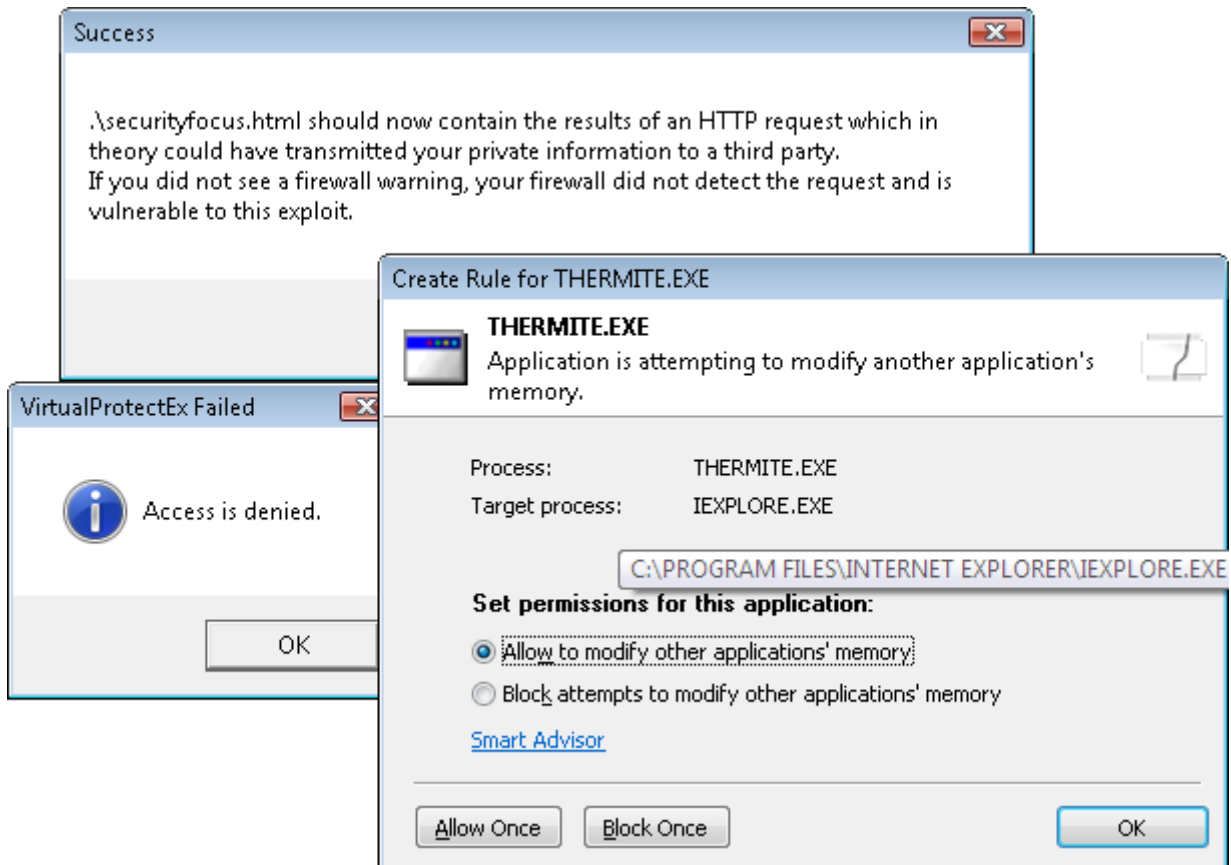 Success
.\securityfocus.html should now contain the results of an HTTP request which in
theory could have transmitted your private information to a third party.
If you did not see a firewall warning, your firewall did not detect the request and is
vulnerable to this exploit.
VirtualProtectEx Failed
Access is denied.
OK
Create Rule for THERMITE.EXE
THERMITE.EXE
Application is attempting to modify another application's
memory.
Process: THERMITE.EXE
Target process: IEXPLORE.EXE
C:\PROGRAM FILES\INTERNET EXPLORER\IEXPLORE.EXE
Set permissions for this application:
Allow to modify other applications' memory
Block attempts to modify other applications' memory
Smart Advisor
Allow Once Block Once OK